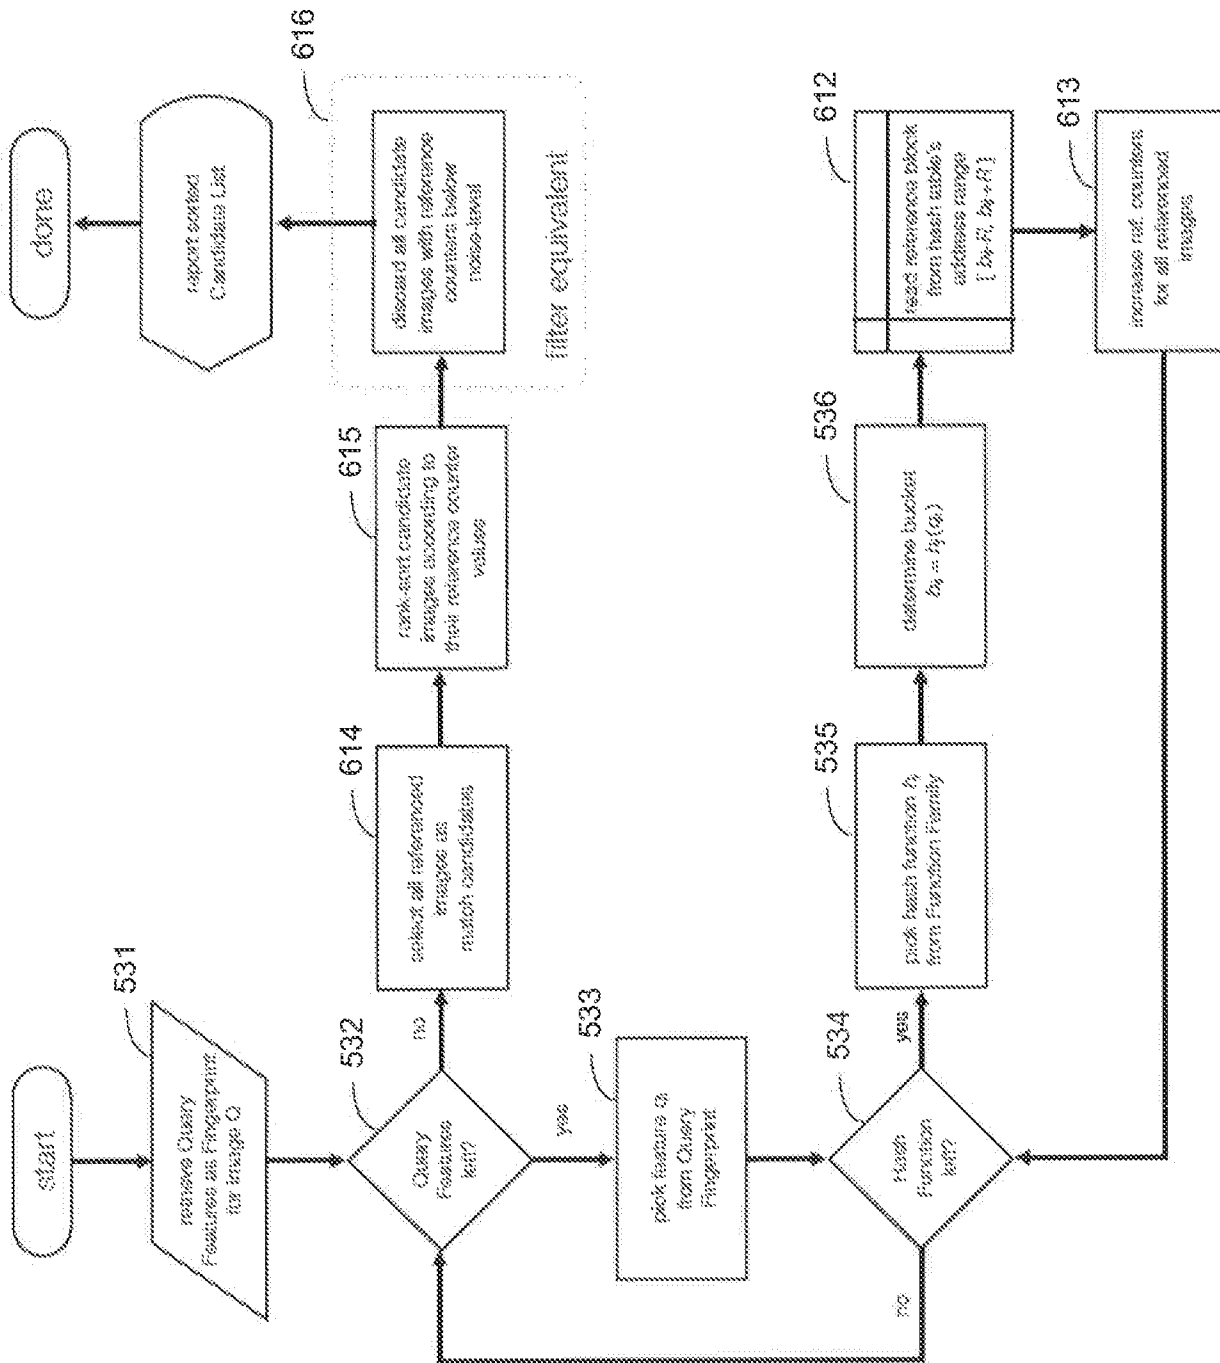 start
531
retrieve Query
Features as Fingerprint
for Image Q
532
Query
Features
left?
no
yes
533
pick feature qᵢ
from Query
Fingerprint
534
Hash
Function
left?
no
yes
535
pick hash function hⱼ
from Function Family
536
determine bucket
612
read reference block
from hash table's
address range
613
increase ref. counters
for all referenced
images
614
select all referenced
images as
match candidates
615
rank-sort candidate
images according to
their reference counter
values
616
discard all candidate
images with reference
counters below
noise-level
filter equivalent
report sorted
Candidate List
done